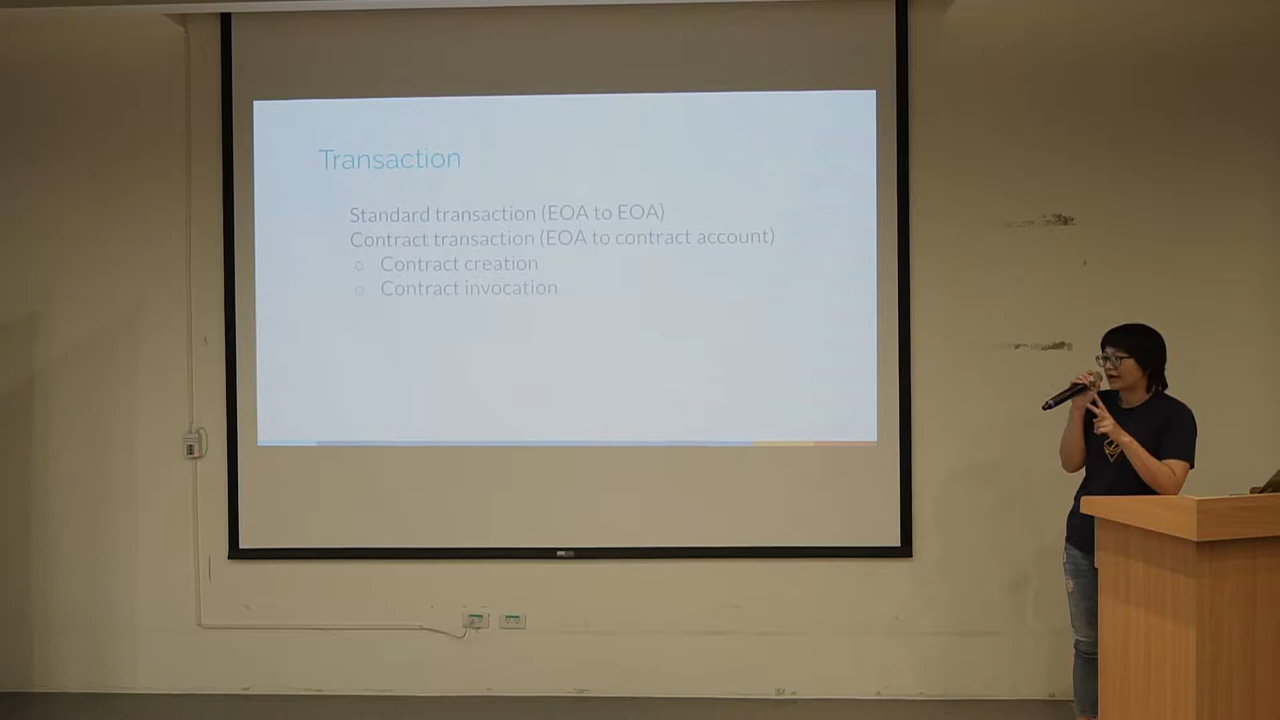 Transaction
Standard transaction (EOA to EOA)
Contract transaction (EOA to contract account)
○ Contract creation
○ Contract invocation